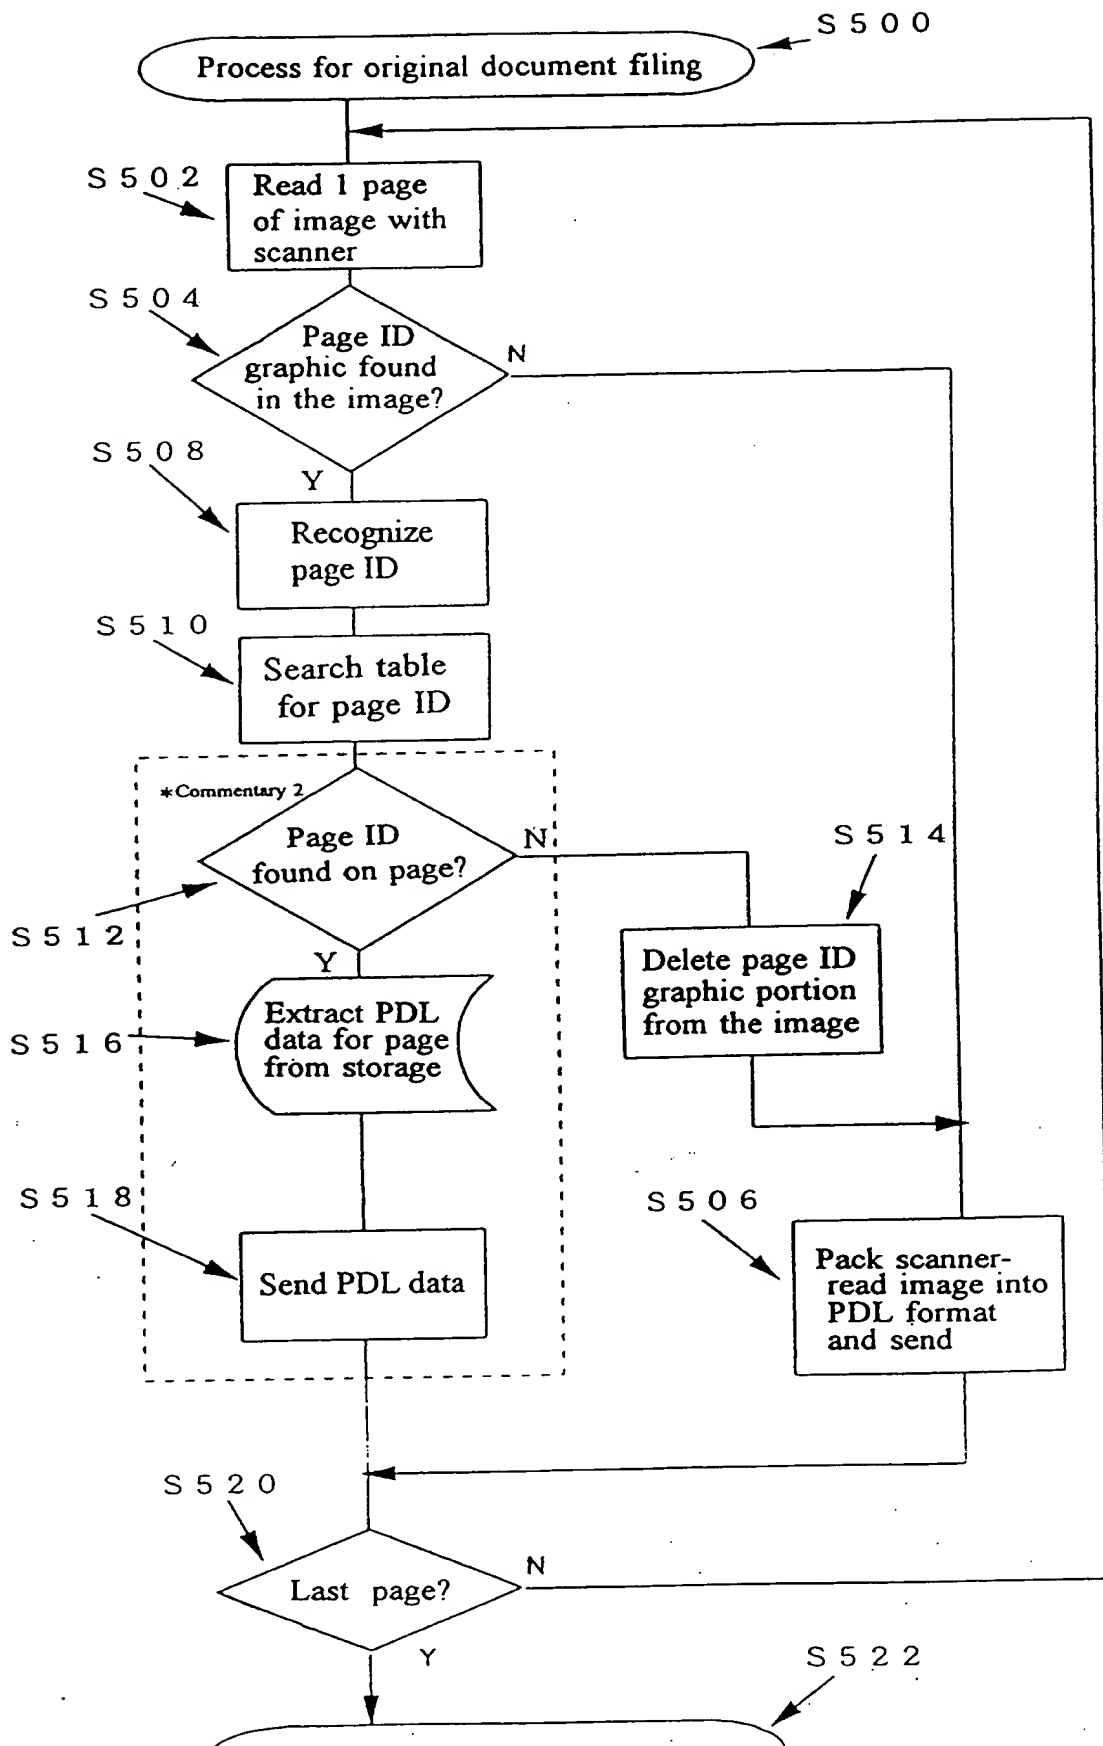 S500
Process for original document filing
S502
Read 1 page
of image with
scanner
S504
Page ID
graphic found
in the image?
N
S508
Y
Recognize
page ID
S510
Search table
for page ID
*Commentary 2
Page ID
found on page?
N
S514
S512
Y
Delete page ID
graphic portion
from the image
Extract PDL
data for page
from storage
S516
S518
S506
Send PDL data
Pack scanner-
read image into
PDL format
and send
S520
Last page?
N
Y
S522